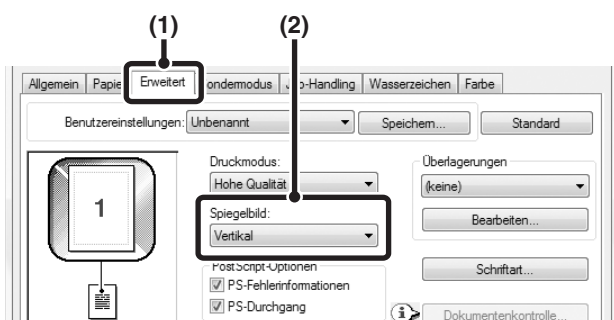 (1) (2)
Allgemein Erweitert Wasserzeichen Farbe
Benutzereinstellungen: Unbenannt Speichern... Standard
Druckmodus: Überlagerungen
Hohe Qualität (keine)
1
Spiegelbild: Bearbeiten...
Vertikal
PostScript-Optionen Schriftart...
PS-Fehlerinformationen
PS-Durchgang Dokumentenkontrolle...